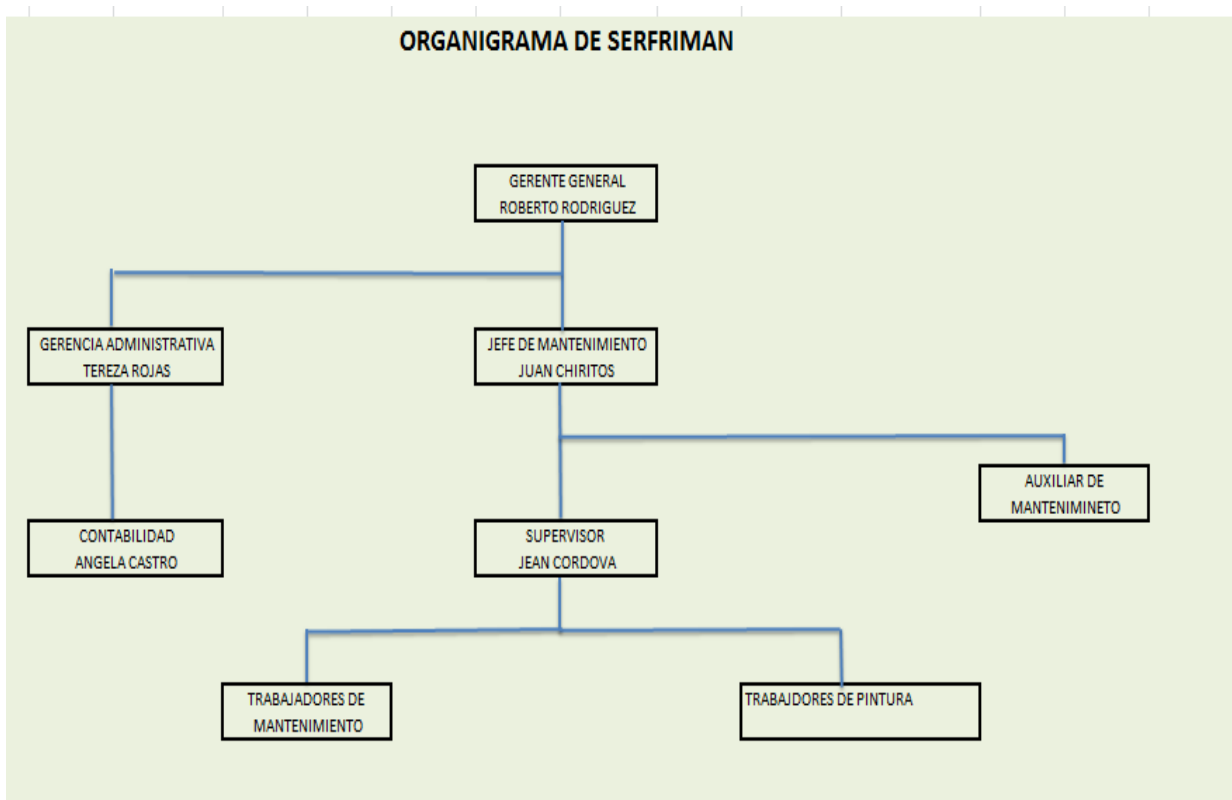 ORGANIGRAMA DE SERFRIMAN
GERENTE GENERAL
ROBERTO RODRIGUEZ
GERENCIA ADMINISTRATIVA
TEREZA ROJAS
JEFE DE MANTENIMIENTO
JUAN CHIRITOS
AUXILIAR DE
MANTENIMINETO
CONTABILIDAD
ANGELA CASTRO
SUPERVISOR
JEAN CORDOVA
TRABAJADORES DE
MANTENIMIENTO
TRABAJDORES DE PINTURA